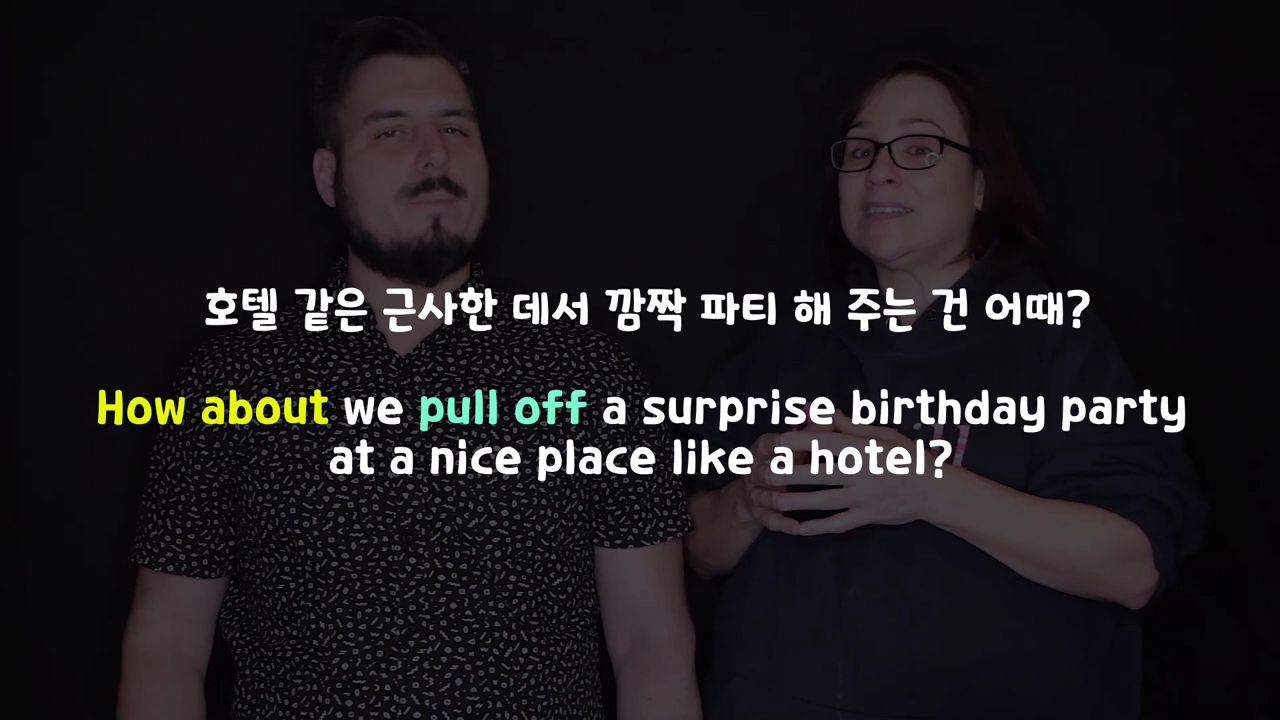 호텔 같은 근사한 데서 깜짝 파티 해 주는 건 어때?
How about we pull off a surprise birthday party
at a nice place like a hotel?